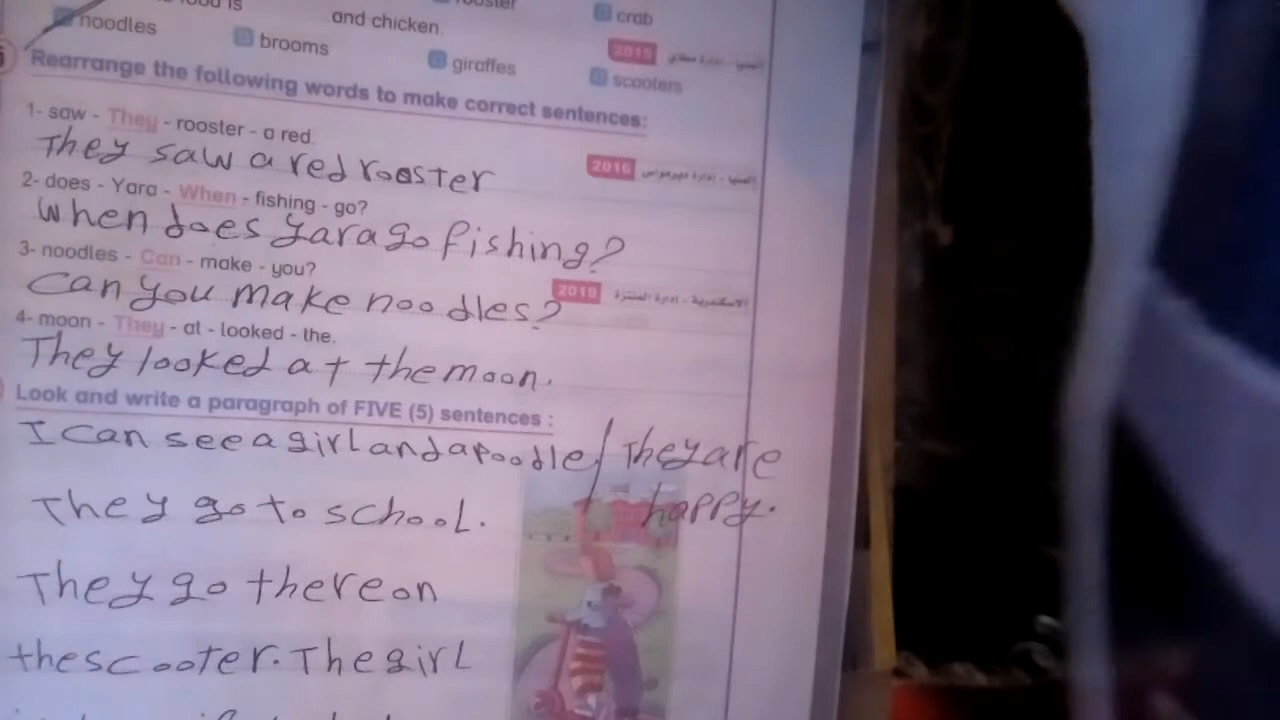 and chicken.
noodles
brooms
giraffes
crab
scooters
2015
Rearrange the following words to make correct sentences:
1- saw - They - rooster - a red.
They saw a red rooster
2016
2- does - Yara - When - fishing - go?
When does yara go fishing?
3- noodles - Can - make - you?
Can you make noodles?
2019
الاسكندرية - إدارة المنتزة
4- moon - They - at - looked - the.
They looked at the moon.
Look and write a paragraph of FIVE (5) sentences :
I can see a girl and a poodle/ They are
happy.
They go to school.
They go there on
the scooter. The girl